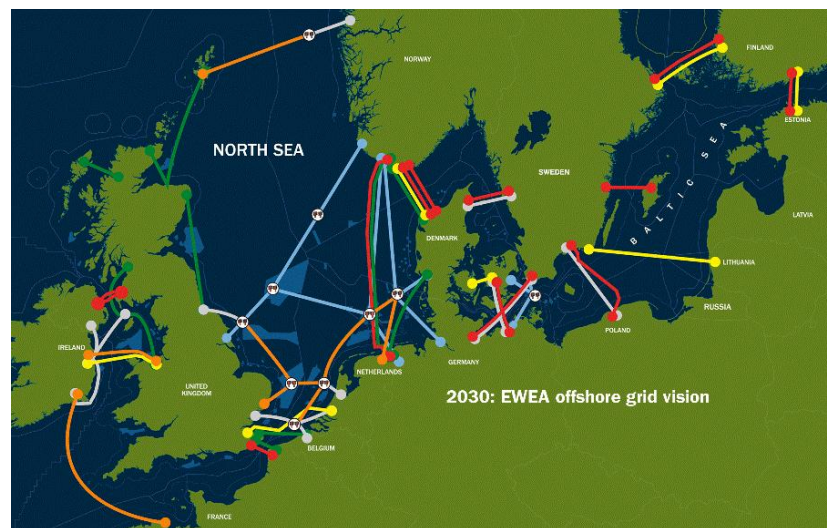 NORWAY
FINLAND
ESTONIA
NORTH SEA
SWEDEN
BALTIC SEA
LATVIA
DENMARK
LITHUANIA
RUSSIA
POLAND
IRELAND
GERMANY
NETHERLANDS
UNITED
KINGDOM
2030: EWEA offshore grid vision
BELGIUM
FRANCE